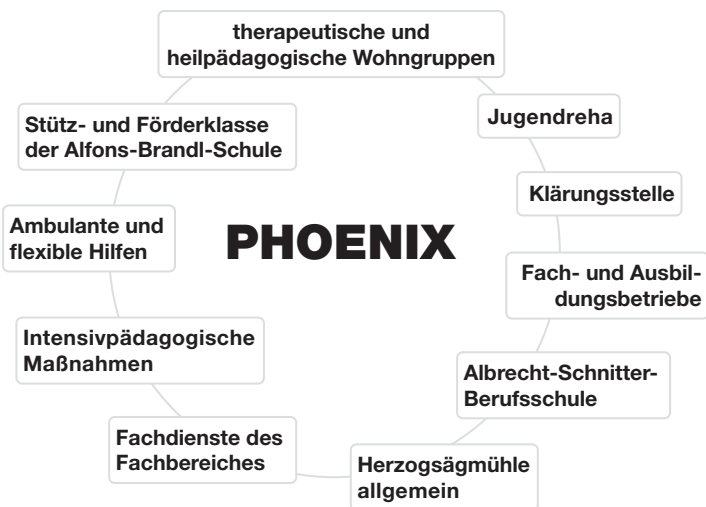 therapeutische und
heilpädagogische Wohngruppen
Jugendreha
Klärungsstelle
Fach- und Ausbil-
dungsbetriebe
Albrecht-Schnitter-
Berufsschule
Herzogsägmühle
allgemein
Fachdienste des
Fachbereiches
Intensivpädagogische
Maßnahmen
Ambulante und
flexible Hilfen
Stütz- und Förderklasse
der Alfons-Brandl-Schule
PHOENIX